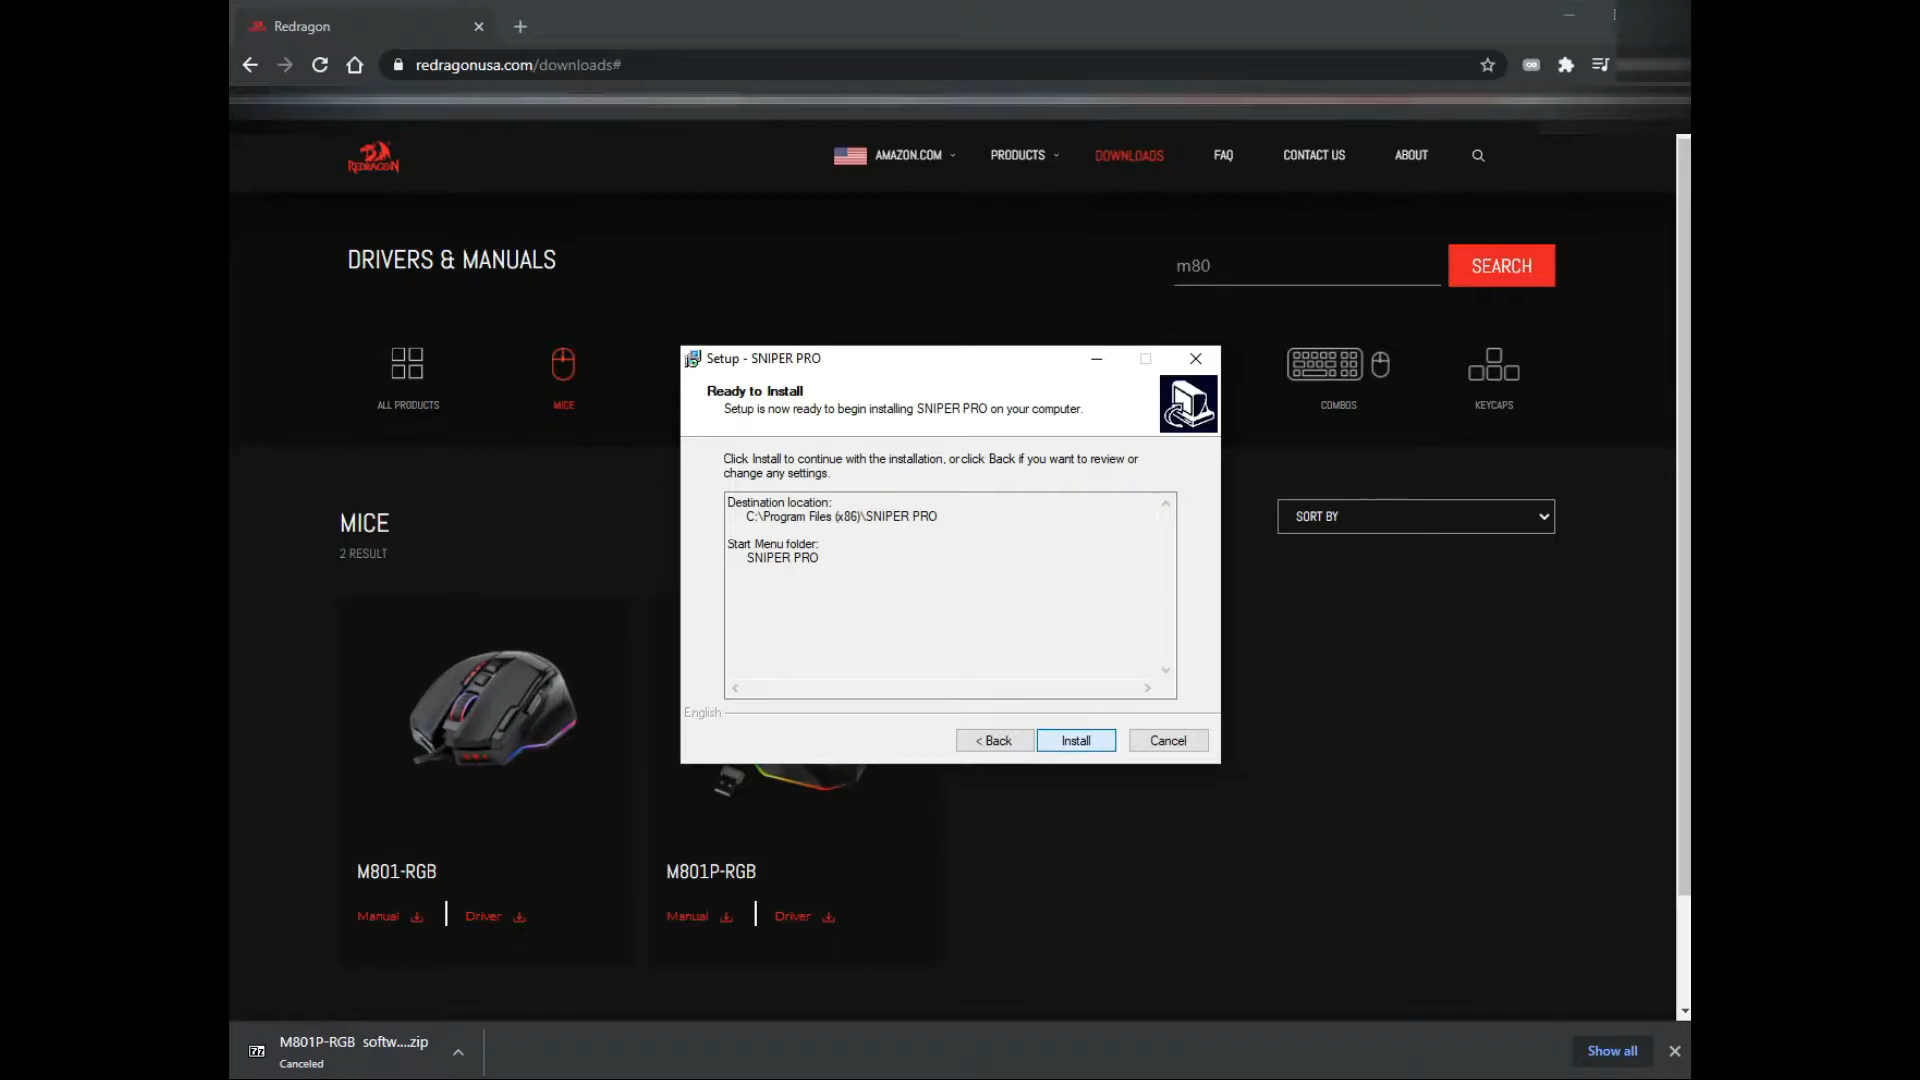 Redragon
redragonusa.com/downloads#
REDRAGON
AMAZON.COM
PRODUCTS
DOWNLOADS
FAQ
CONTACT US
ABOUT
DRIVERS & MANUALS
m80
SEARCH
ALL PRODUCTS
MICE
COMBOS
KEYCAPS
Setup - SNIPER PRO
Ready to Install
Setup is now ready to begin installing SNIPER PRO on your computer.
Click Install to continue with the installation, or click Back if you want to review or
change any settings.
Destination location:
C:\Program Files (x86)\SNIPER PRO
Start Menu folder:
SNIPER PRO
English
< Back
Install
Cancel
MICE
2 RESULT
SORT BY
M801-RGB
Manual
Driver
M801P-RGB
Manual
Driver
M801P-RGB softw....zip
Canceled
Show all